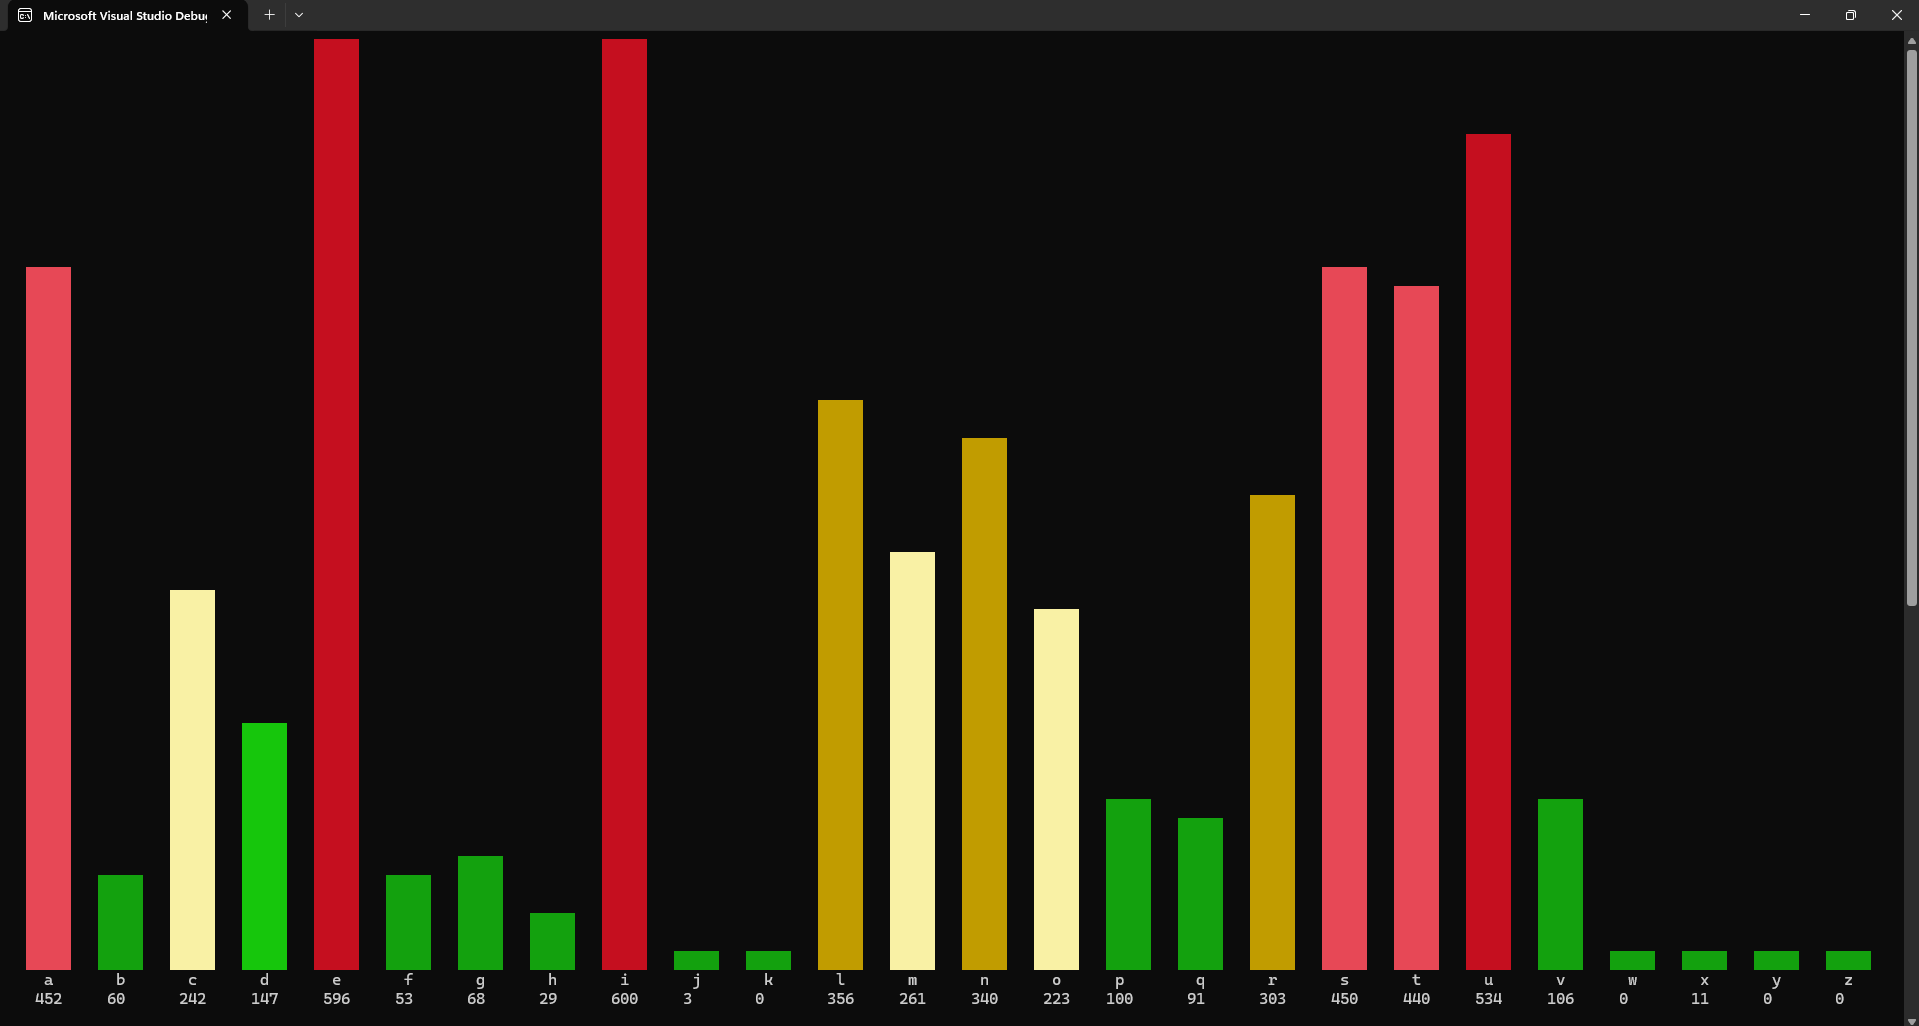 Microsoft Visual Studio Debug
a b c d e f g h i j k l m n o p q r s t u v w x y z
452 60 242 147 596 53 68 29 600 3 0 356 261 340 223 100 91 303 450 440 534 106 0 11 0 0